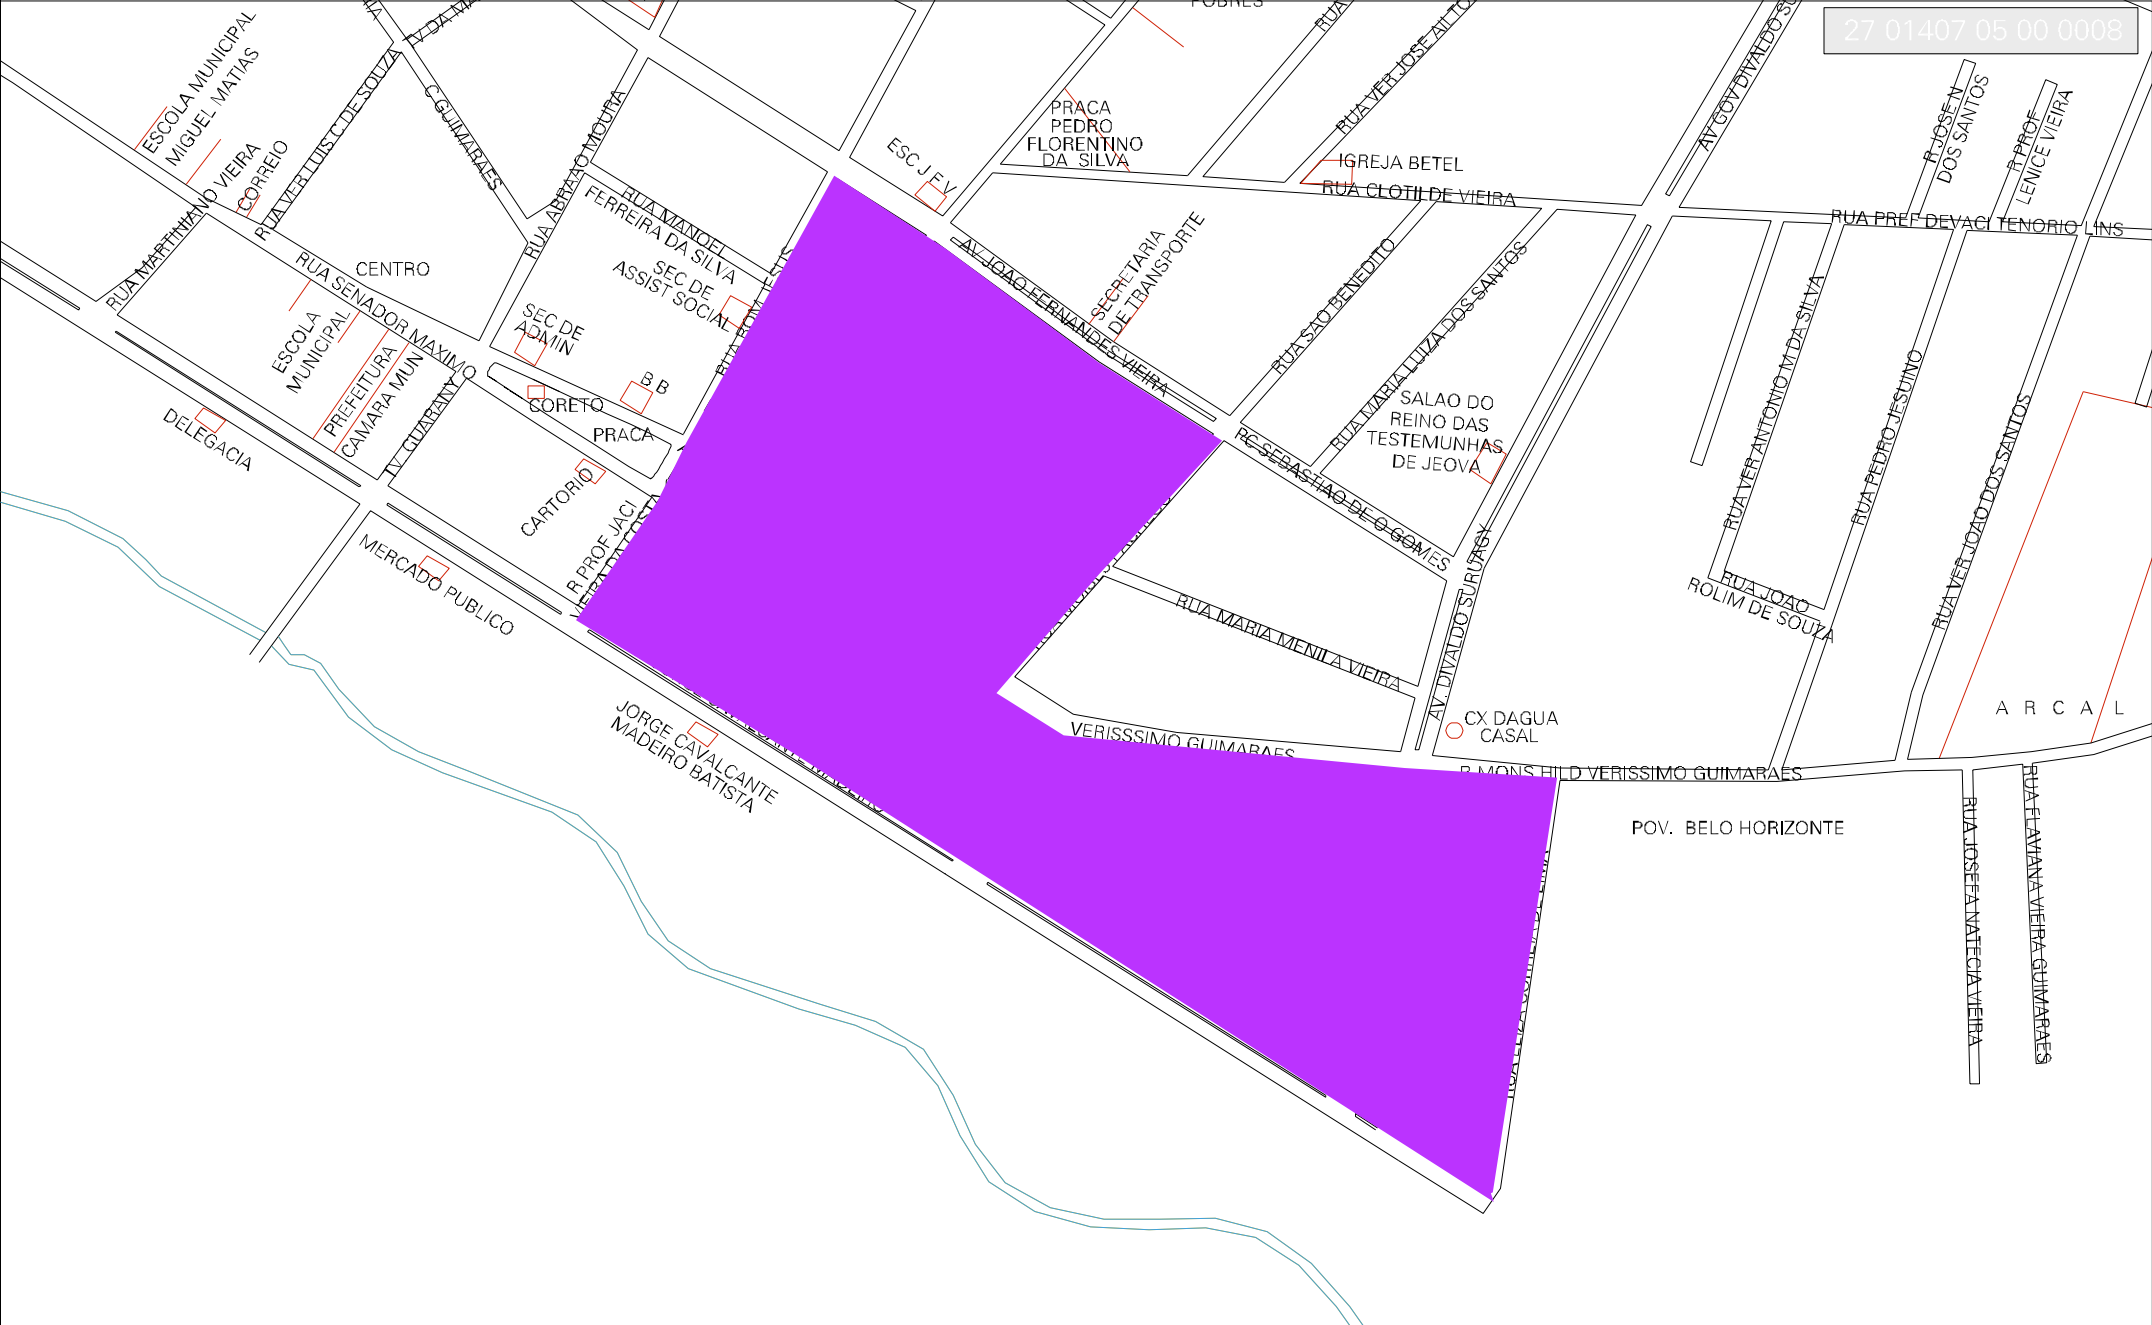 POBRES
27 01407 05 00 0008
ESCOLA MUNICIPAL
MIGUEL MATIAS
CORREIO
RUA MARTINIANO VIEIRA
RUA VER LUIS C DE SOUZA
C GUIMARAES
RUA ABRAAO MOURA
RUA MANOEL
FERREIRA DA SILVA
SEC DE
ASSIST SOCIAL
SEC DE
ADMIN
B B
CORETO
PRACA
CARTORIO
CENTRO
RUA SENADOR MAXIMO
ESCOLA
MUNICIPAL
PREFEITURA
CAMARA MUN
TV. GUARANY
DELEGACIA
MERCADO PUBLICO
R PROF JACI
JORGE CAVALCANTE
MADEIRO BATISTA
ESC J F V
PRACA
PEDRO
FLORENTINO
DA SILVA
RUA
RUA VER JOSE AILTO
IGREJA BETEL
RUA CLOTILDE VIEIRA
AV GOV DIVALDO SU
R JOSE N
DOS SANTOS
R PROF
LENICE VIEIRA
RUA PREF DEVACI TENORIO LINS
AV JOAO FERNANDES VIEIRA
SECRETARIA
DE TRANSPORTE
RUA SAO BENEDITO
RUA MARIA LUIZA DOS SANTOS
SALAO DO
REINO DAS
TESTEMUNHAS
DE JEOVA
PC SEBASTIAO DE O GOMES
AV. DIVALDO SURUAGY
RUA MARIA MENILA VIEIRA
VERISSSIMO GUIMARAES
CX DAGUA
CASAL
R MONS HILD VERISSIMO GUIMARAES
RUA VER ANTONIO M DA SILVA
RUA PEDRO JESUINO
RUA JOAO
ROLIM DE SOUZA
RUA VER JOAO DOS SANTOS
A R C A L
POV. BELO HORIZONTE
RUA JOSEFA NATECIA VIEIRA
RUA FLAVIANA VIEIRA GUIMARAES